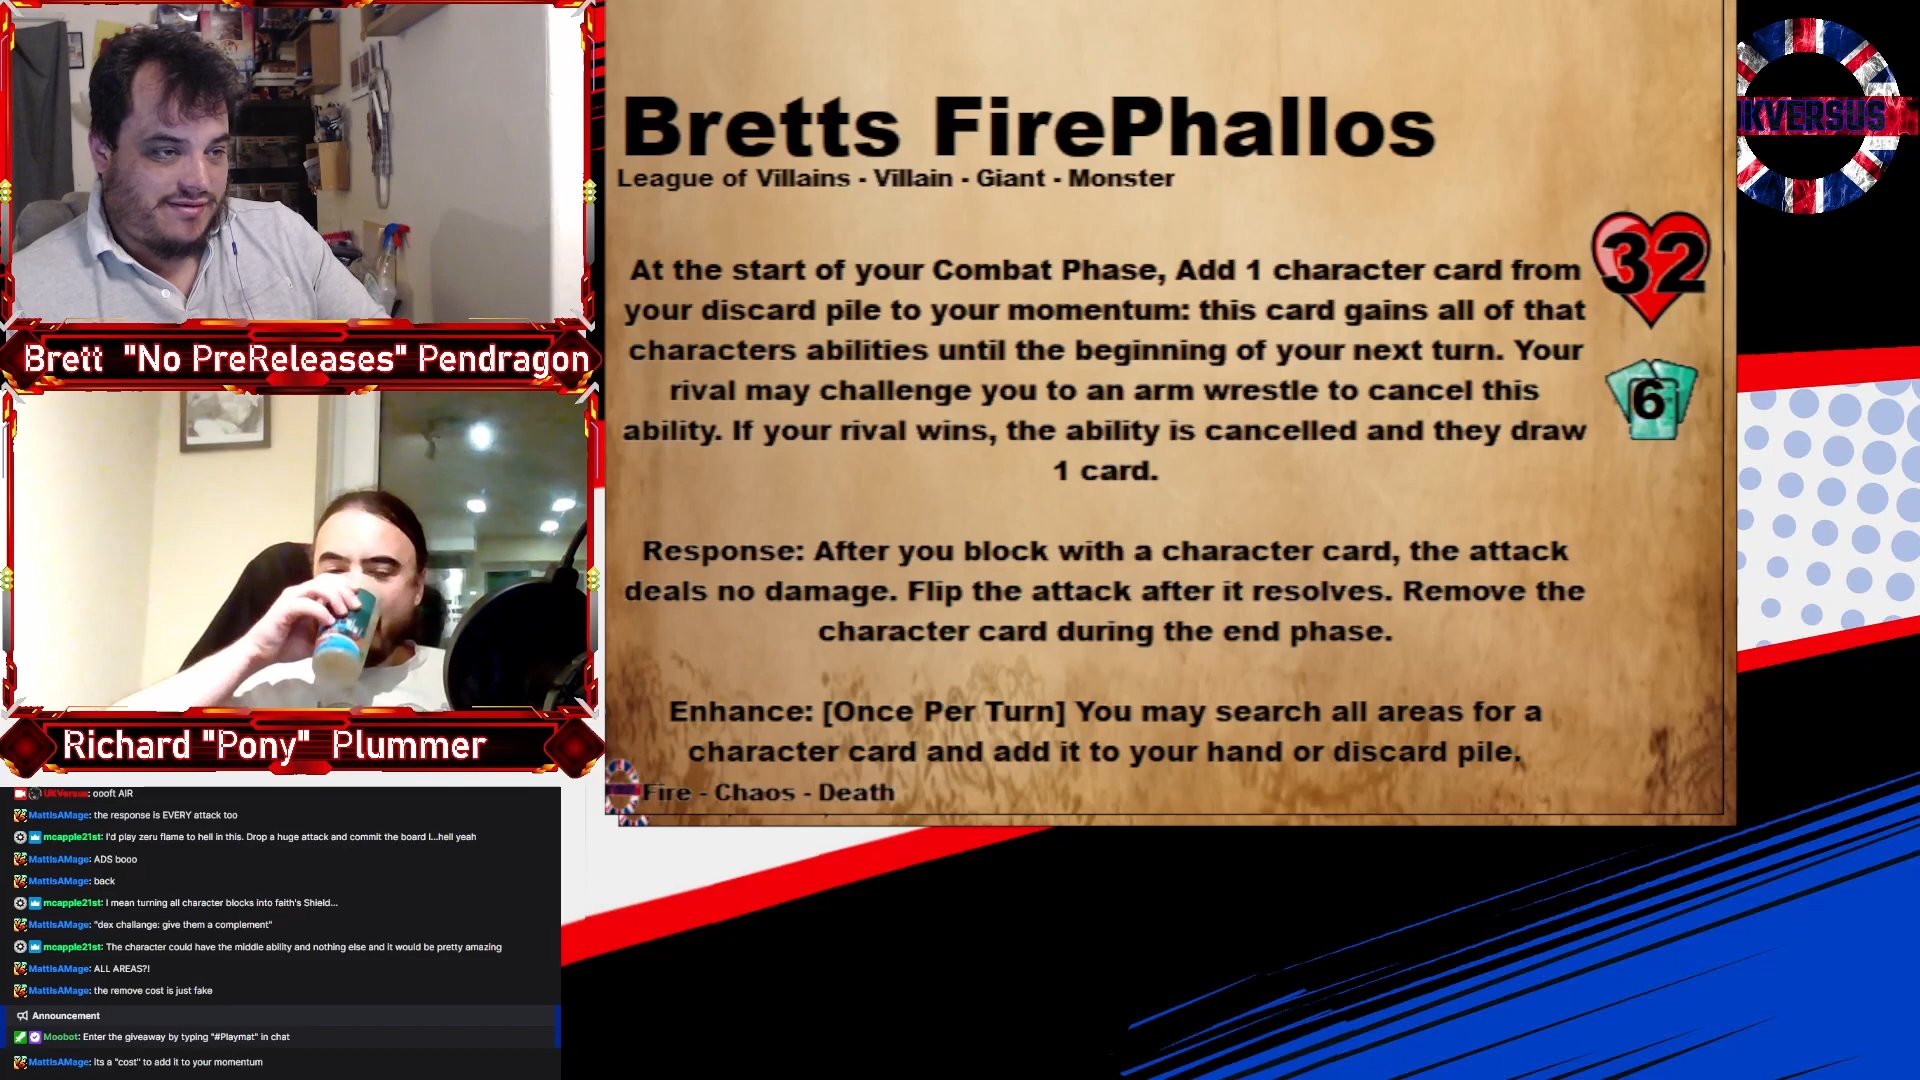 Bretts FirePhallos
League of Villains - Villain - Giant - Monster
At the start of your Combat Phase, Add 1 character card from
your discard pile to your momentum: this card gains all of that
characters abilities until the beginning of your next turn. Your
rival may challenge you to an arm wrestle to cancel this
ability. If your rival wins, the ability is cancelled and they draw
1 card.
Response: After you block with a character card, the attack
deals no damage. Flip the attack after it resolves. Remove the
character card during the end phase.
Enhance: [Once Per Turn] You may search all areas for a
character card and add it to your hand or discard pile.
Fire - Chaos - Death
32
6
KVERSUS
Brett "No PreReleases" Pendragon
Richard "Pony" Plummer
UKVersus: oooft AIR
MattIsAMage: the response is EVERY attack too
mcapple21st: I'd play zeru flame to hell in this. Drop a huge attack and commit the board I...hell yeah
MattIsAMage: ADS booo
MattIsAMage: back
mcapple21st: I mean turning all character blocks into faith's Shield...
MattIsAMage: "dex challange: give them a complement"
mcapple21st: The character could have the middle ability and nothing else and it would be pretty amazing
MattIsAMage: ALL AREAS?!
MattIsAMage: the remove cost is just fake
Announcement
Moobot: Enter the giveaway by typing "#Playmat" in chat
MattIsAMage: its a "cost" to add it to your momentum